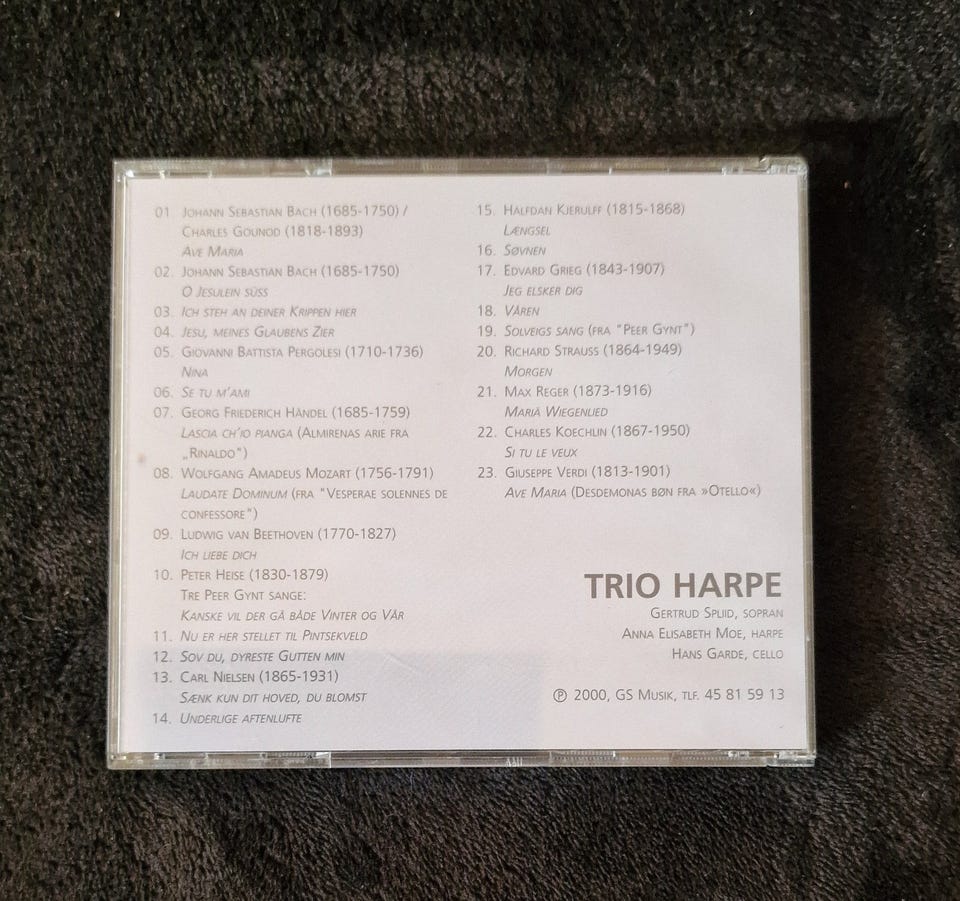 01 Johann Sebastian Bach (1685-1750) /
Charles Gounod (1818-1893)
Ave Maria
02. Johann Sebastian Bach (1685-1750)
O Jesulein süss
03. Ich steh an deiner Krippen hier
04. Jesu, meines Glaubens Zier
05. Giovanni Battista Pergolesi (1710-1736)
Nina
06. Se tu m'ami
07. Georg Friederich Händel (1685-1759)
Lascia ch'io pianga (Almirenas arie fra
„Rinaldo")
08. Wolfgang Amadeus Mozart (1756-1791)
Laudate Dominum (fra "Vesperae solennes de
confessore")
09. Ludwig van Beethoven (1770-1827)
Ich liebe dich
10. Peter Heise (1830-1879)
Tre Peer Gynt sange:
Kanske vil der gå både Vinter og Vår
11. Nu er her stellet til Pintsekveld
12. Sov du, dyreste Gutten min
13. Carl Nielsen (1865-1931)
Sænk kun dit hoved, du blomst
14. Underlige aftenlufte
15. Halfdan Kjerulff (1815-1868)
Længsel
16. Søvnen
17. Edvard Grieg (1843-1907)
Jeg elsker dig
18. Våren
19. Solveigs sang (fra "Peer Gynt")
20. Richard Strauss (1864-1949)
Morgen
21. Max Reger (1873-1916)
Mariä Wiegenlied
22. Charles Koechlin (1867-1950)
Si tu le veux
23. Giuseppe Verdi (1813-1901)
Ave Maria (Desdemonas bøn fra »Otello«)
TRIO HARPE
Gertrud Spliid, sopran
Anna Elisabeth Moe, harpe
Hans Garde, cello
℗ 2000, GS Musik, tlf. 45 81 59 13